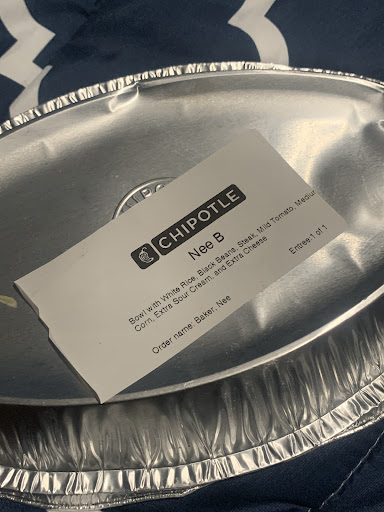 CHIPOTLE
Nee B
Bowl with White Rice, Black Beans, Steak, Mild Tomato, Medium
Corn, Extra Sour Cream, and Extra Cheese
Entree:1 of 1
Order name: Baker, Nee